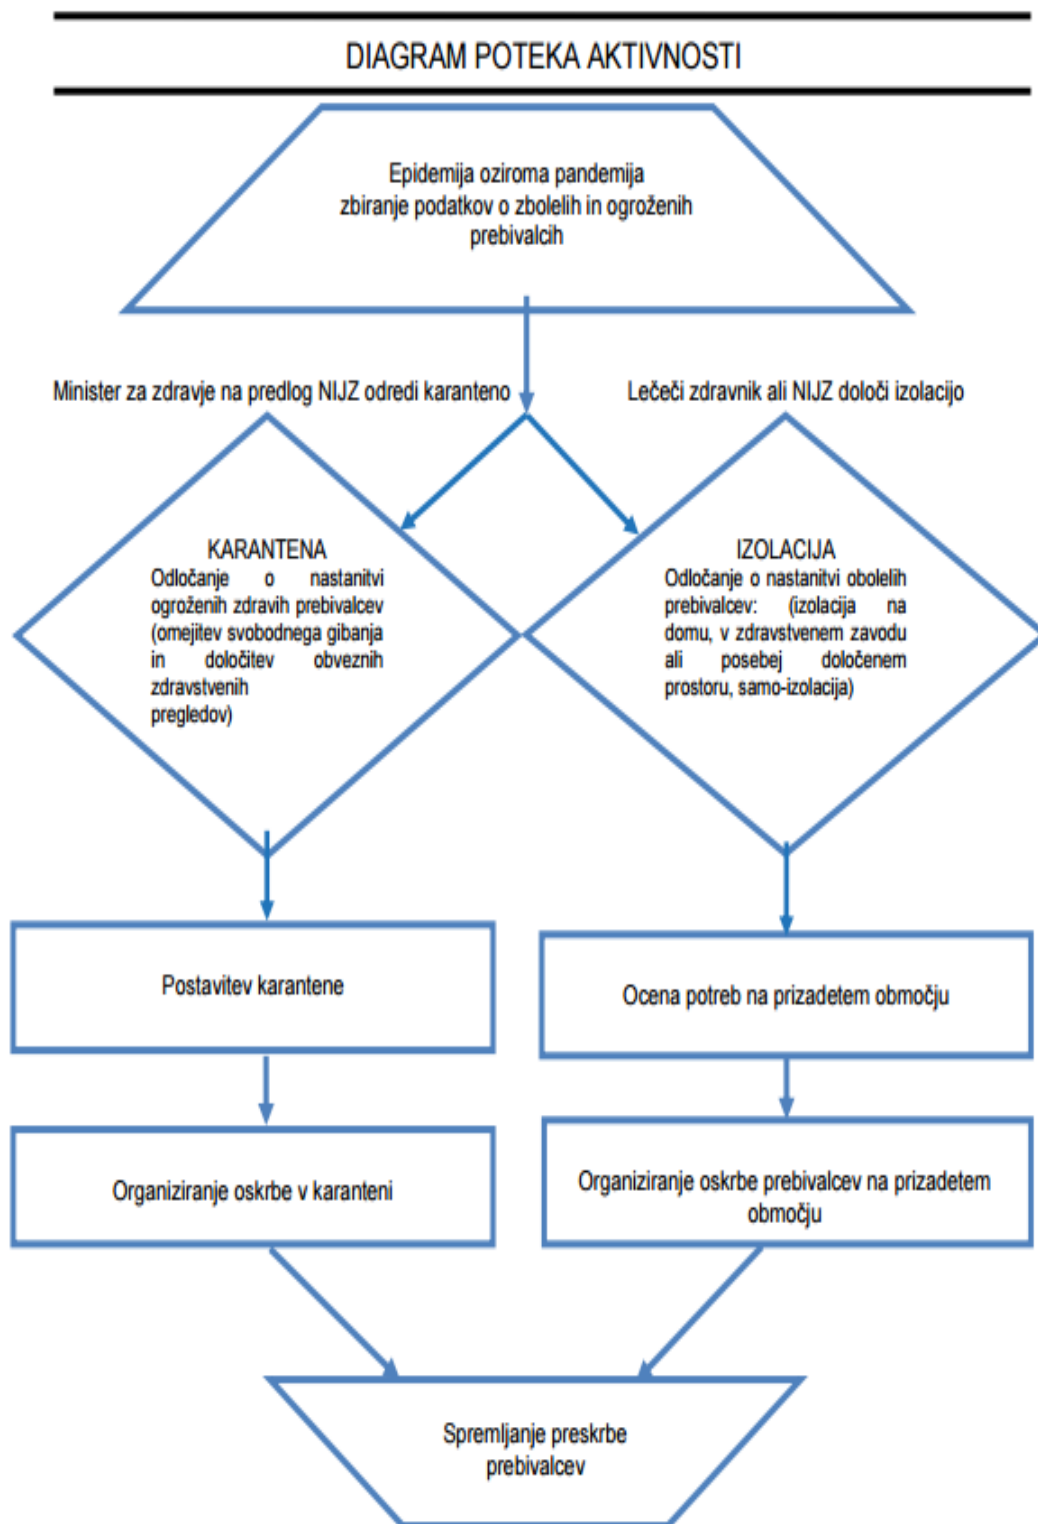 DIAGRAM POTEKA AKTIVNOSTI
Epidemija oziroma pandemija
zbiranje podatkov o zbolelih in ogroženih
prebivalcih
Minister za zdravje na predlog NIJZ odredi karanteno
Lečeči zdravnik ali NIJZ določi izolacijo
KARANTENA
Odločanje o nastanitvi
ogroženih zdravih prebivalcev
(omejitev svobodnega gibanja
in določitev obveznih
zdravstvenih
pregledov)
IZOLACIJA
Odločanje o nastanitvi obolelih
prebivalcev: (izolacija na
domu, v zdravstvenem zavodu
ali posebej določenem
prostoru, samo-izolacija)
Postavitev karantene
Ocena potreb na prizadetem območju
Organiziranje oskrbe v karanteni
Organiziranje oskrbe prebivalcev na prizadetem
območju
Spremljanje preskrbe
prebivalcev